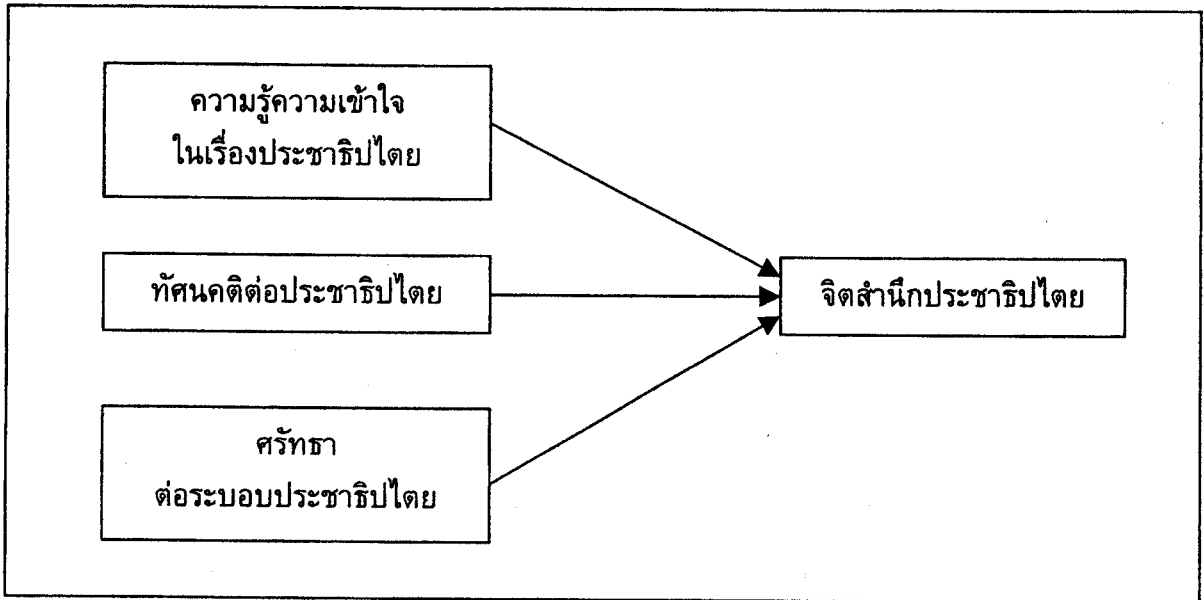 ความรู้ความเข้าใจ
ในเรื่องประชาธิปไตย
ทัศนคติต่อประชาธิปไตย
จิตสำนึกประชาธิปไตย
ศรัทธา
ต่อระบอบประชาธิปไตย